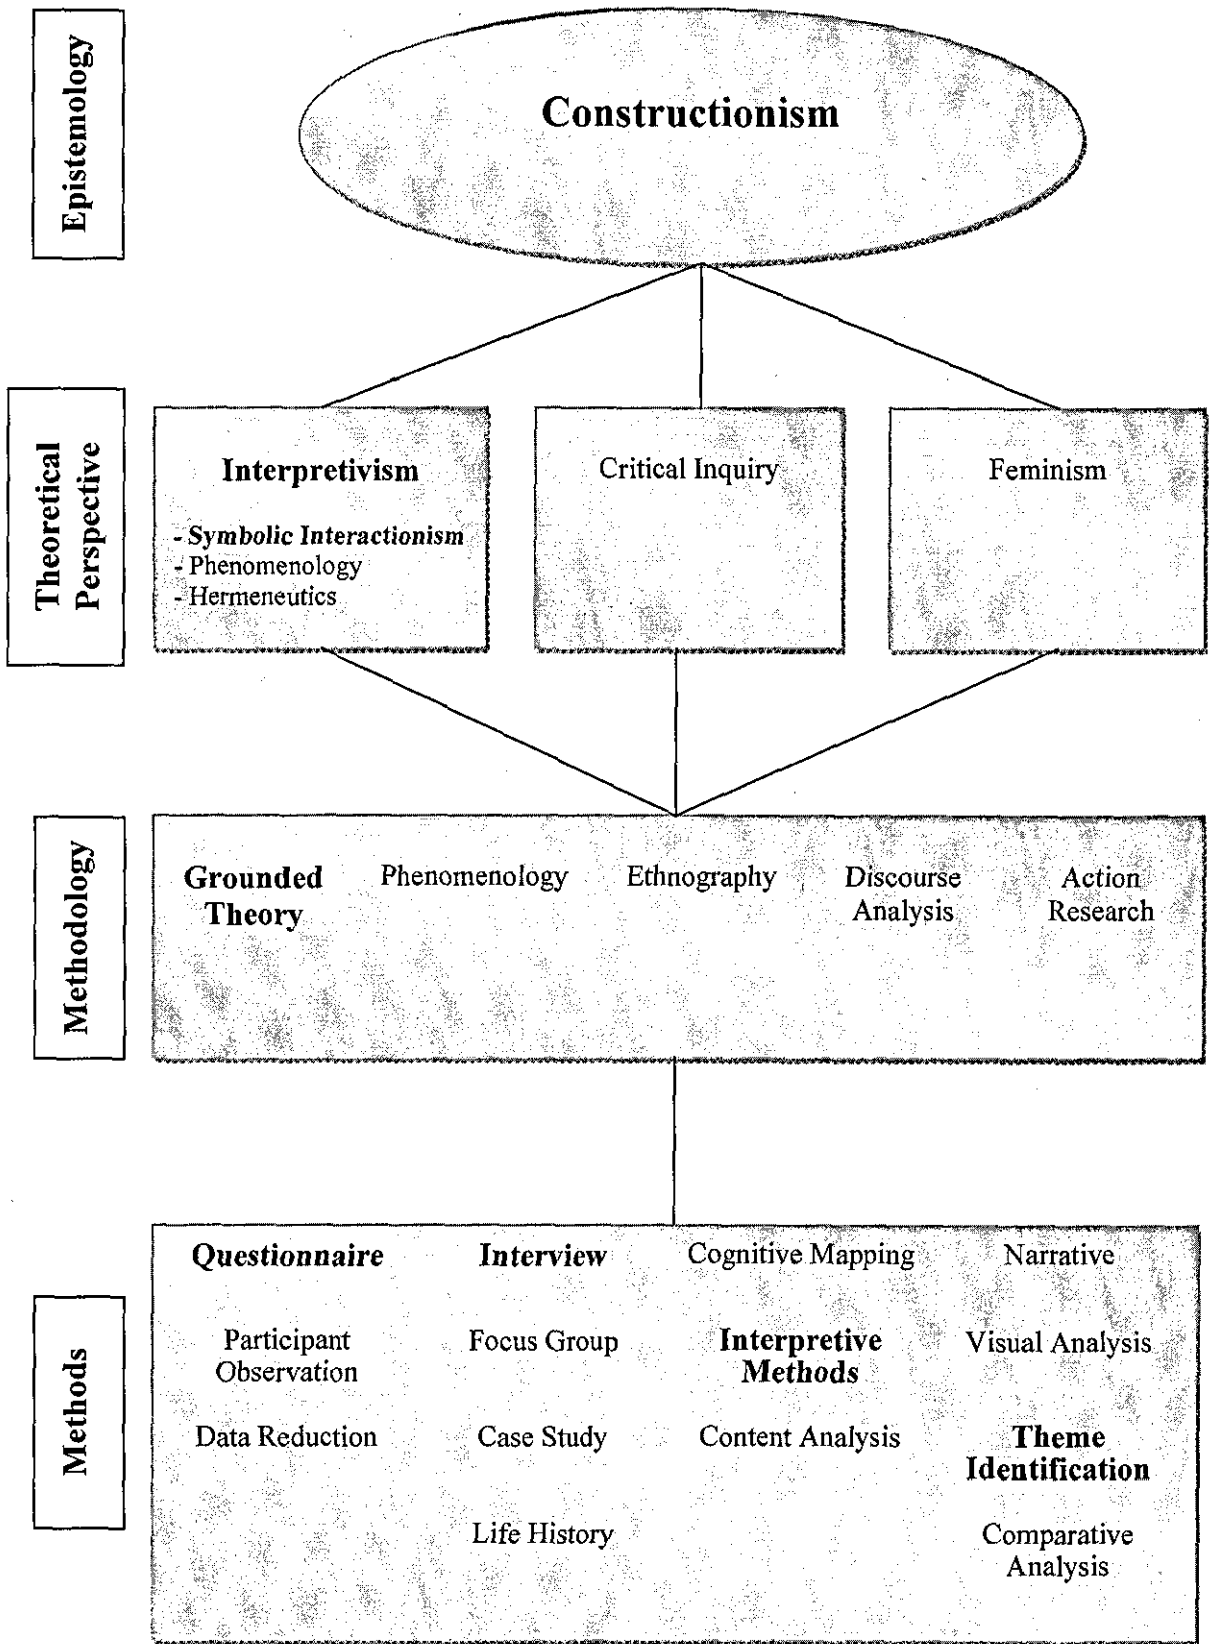 Epistemology
Constructionism
Theoretical
Perspective
Interpretivism
- Symbolic Interactionism
- Phenomenology
- Hermeneutics
Critical Inquiry
Feminism
Methodology
Grounded
Theory
Phenomenology
Ethnography
Discourse
Analysis
Action
Research
Methods
Questionnaire
Interview
Cognitive Mapping
Narrative
Participant
Observation
Focus Group
Interpretive
Methods
Visual Analysis
Data Reduction
Case Study
Content Analysis
Theme
Identification
Life History
Comparative
Analysis